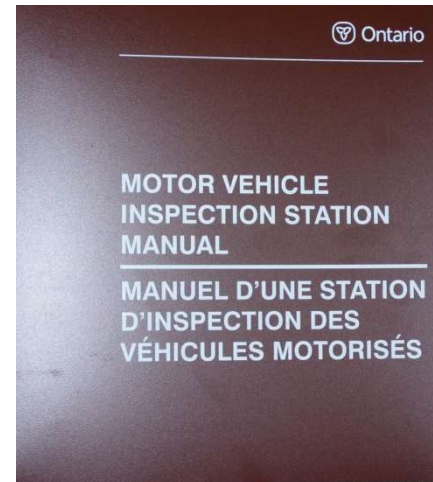 Ontario
MOTOR VEHICLE
INSPECTION STATION
MANUAL
MANUEL D'UNE STATION
D'INSPECTION DES
VÉHICULES MOTORISÉS